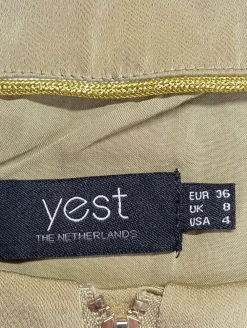 yest
THE NETHERLANDS
EUR 36
UK 8
USA 4